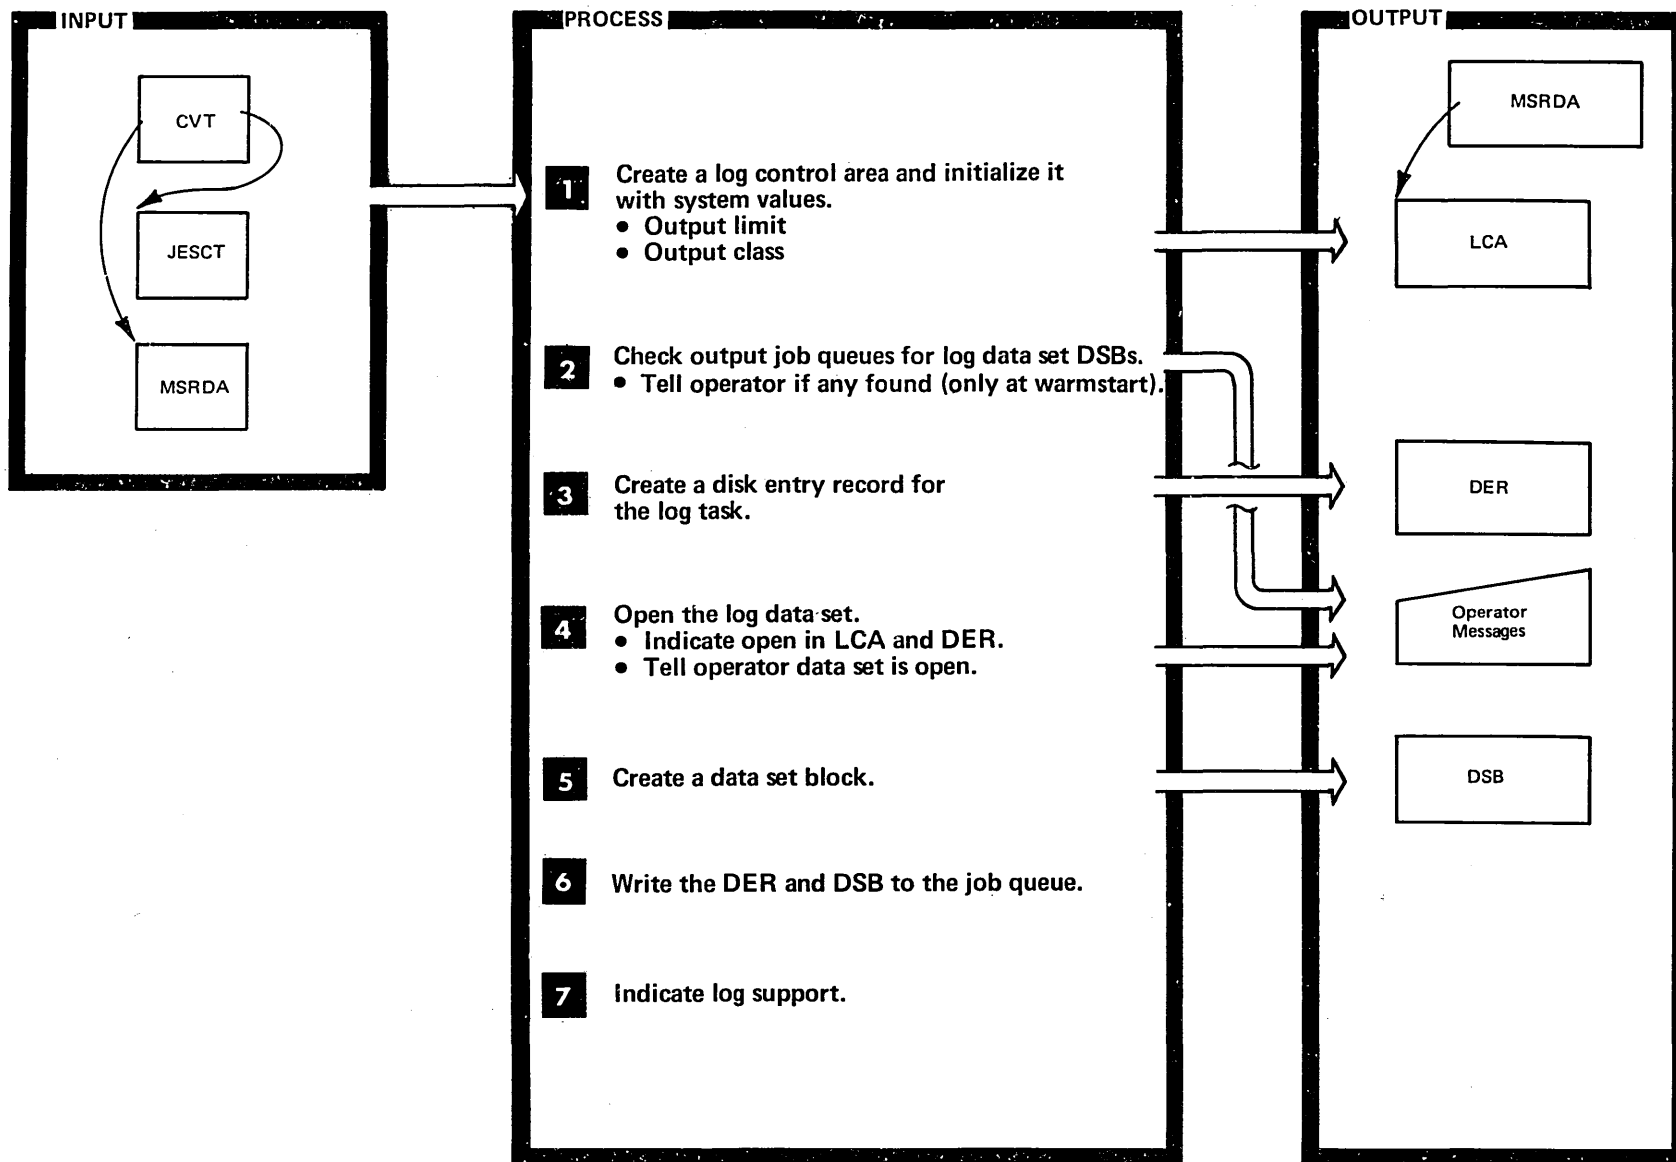 INPUT
CVT
JESCT
MSRDA
PROCESS
1 Create a log control area and initialize it
with system values.
• Output limit
• Output class
2 Check output job queues for log data set DSBs.
• Tell operator if any found (only at warmstart).
3 Create a disk entry record for
the log task.
4 Open the log data set.
• Indicate open in LCA and DER.
• Tell operator data set is open.
5 Create a data set block.
6 Write the DER and DSB to the job queue.
7 Indicate log support.
OUTPUT
MSRDA
LCA
DER
Operator
Messages
DSB